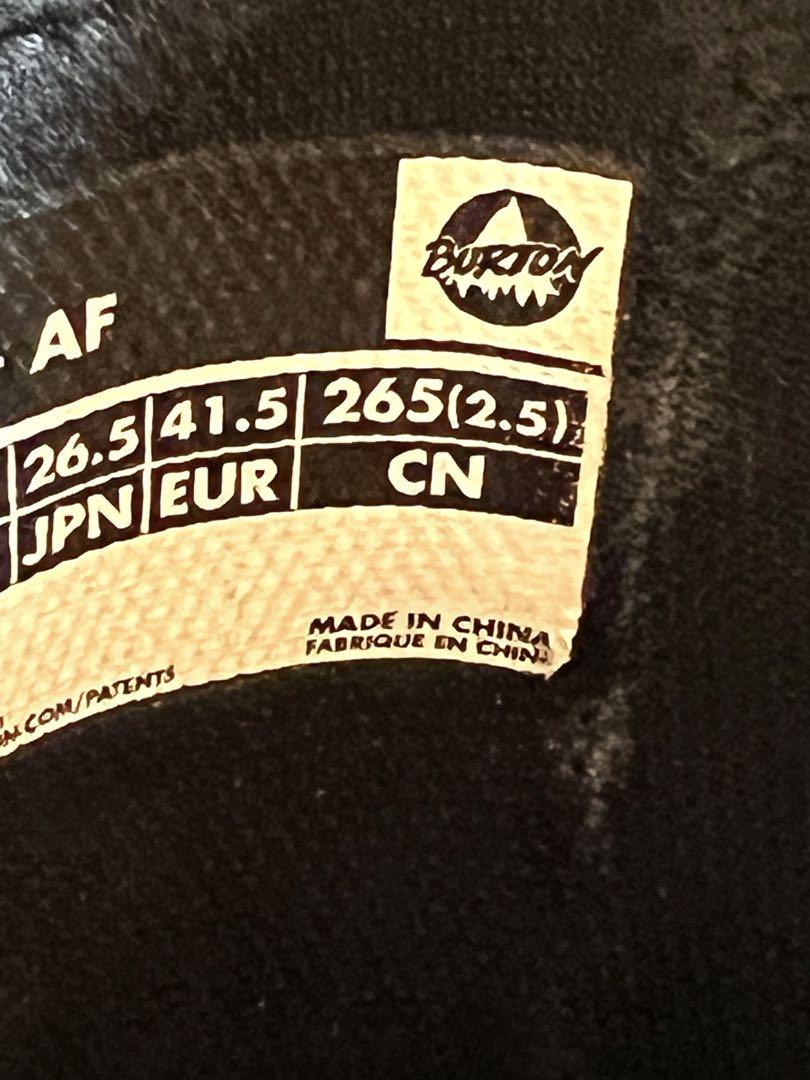 BURTON
AF
26.5 41.5 265(2.5)
JPN EUR CN
MADE IN CHINA
FABRIQUE EN CHINA
.COM/PATENTS